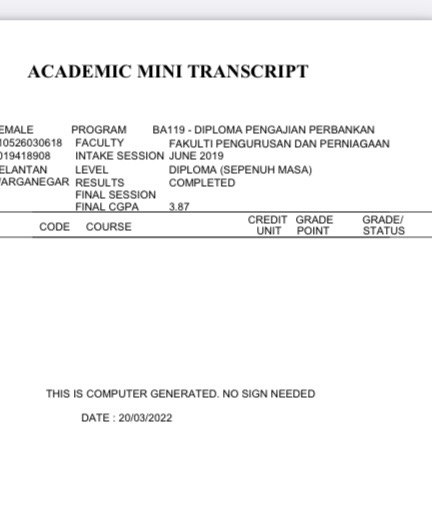 ACADEMIC MINI TRANSCRIPT
EMALE PROGRAM BA119 - DIPLOMA PENGAJIAN PERBANKAN
10526030618 FACULTY FAKULTI PENGURUSAN DAN PERNIAGAAN
019418908 INTAKE SESSION JUNE 2019
ELANTAN LEVEL DIPLOMA (SEPENUH MASA)
WARGANEGAR RESULTS COMPLETED
FINAL SESSION
FINAL CGPA 3.87
CODE COURSE CREDIT UNIT GRADE POINT GRADE/ STATUS
THIS IS COMPUTER GENERATED. NO SIGN NEEDED
DATE : 20/03/2022